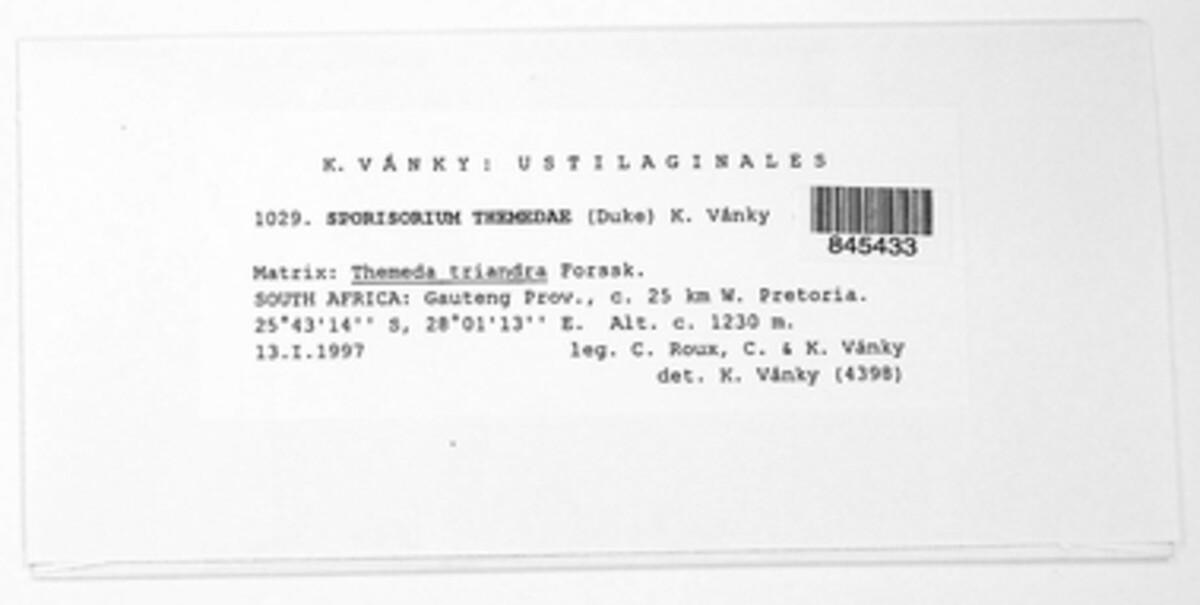 K. VÁNKY: USTILAGINALES
1029. SPORISORIUM THEMEDAE (Duke) K. Vánky
845433
Matrix: Themeda triandra Forssk.
SOUTH AFRICA: Gauteng Prov., c. 25 km W. Pretoria.
25°43'14'' S, 28°01'13'' E. Alt. c. 1230 m.
13.I.1997 leg. C. Roux, C. & K. Vánky
det. K. Vánky (4398)